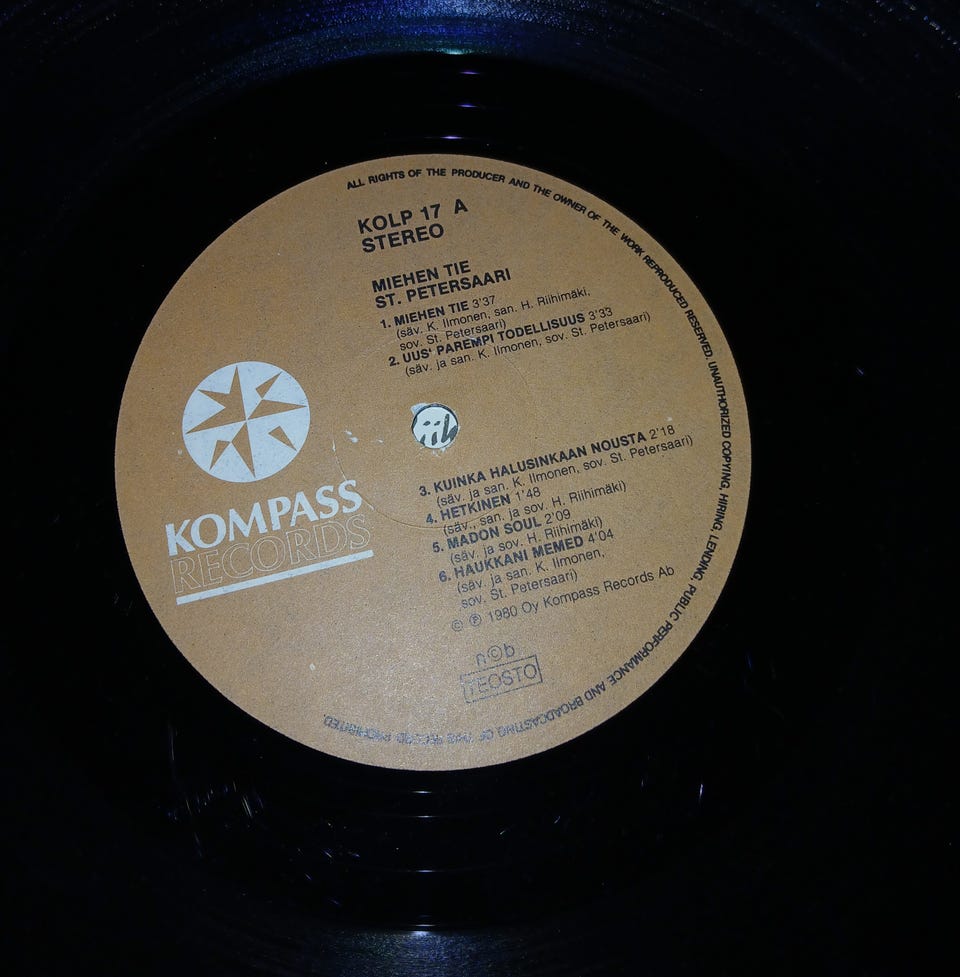 ALL RIGHTS OF THE PRODUCER AND THE OWNER OF THE WORK REPRODUCED RESERVED. UNAUTHORIZED COPYING, HIRING, LENDING, PUBLIC PERFORMANCE AND BROADCASTING OF THIS RECORD PROHIBITED.
KOLP 17 A
STEREO
MIEHEN TIE
ST. PETERSAARI
1. MIEHEN TIE 3'37
(säv. K. Ilmonen, san. H. Riihimäki,
sov. St. Petersaari)
2. UUS' PAREMPI TODELLISUUS 3'33
(säv. ja san. K. Ilmonen, sov. St. Petersaari)
KOMPASS
RECORDS
3. KUINKA HALUSINKAAN NOUSTA 2'18
(säv. ja san. K. Ilmonen, sov. St. Petersaari)
4. HETKINEN 1'48
(säv., san. ja sov. H. Riihimäki)
5. MADON SOUL 2'09
(säv. ja sov. H. Riihimäki)
6. HAUKKANI MEMED 4'04
(säv. ja san. K. Ilmonen,
sov. St. Petersaari)
© ℗ 1980 Oy Kompass Records Ab
n©b
TEOSTO